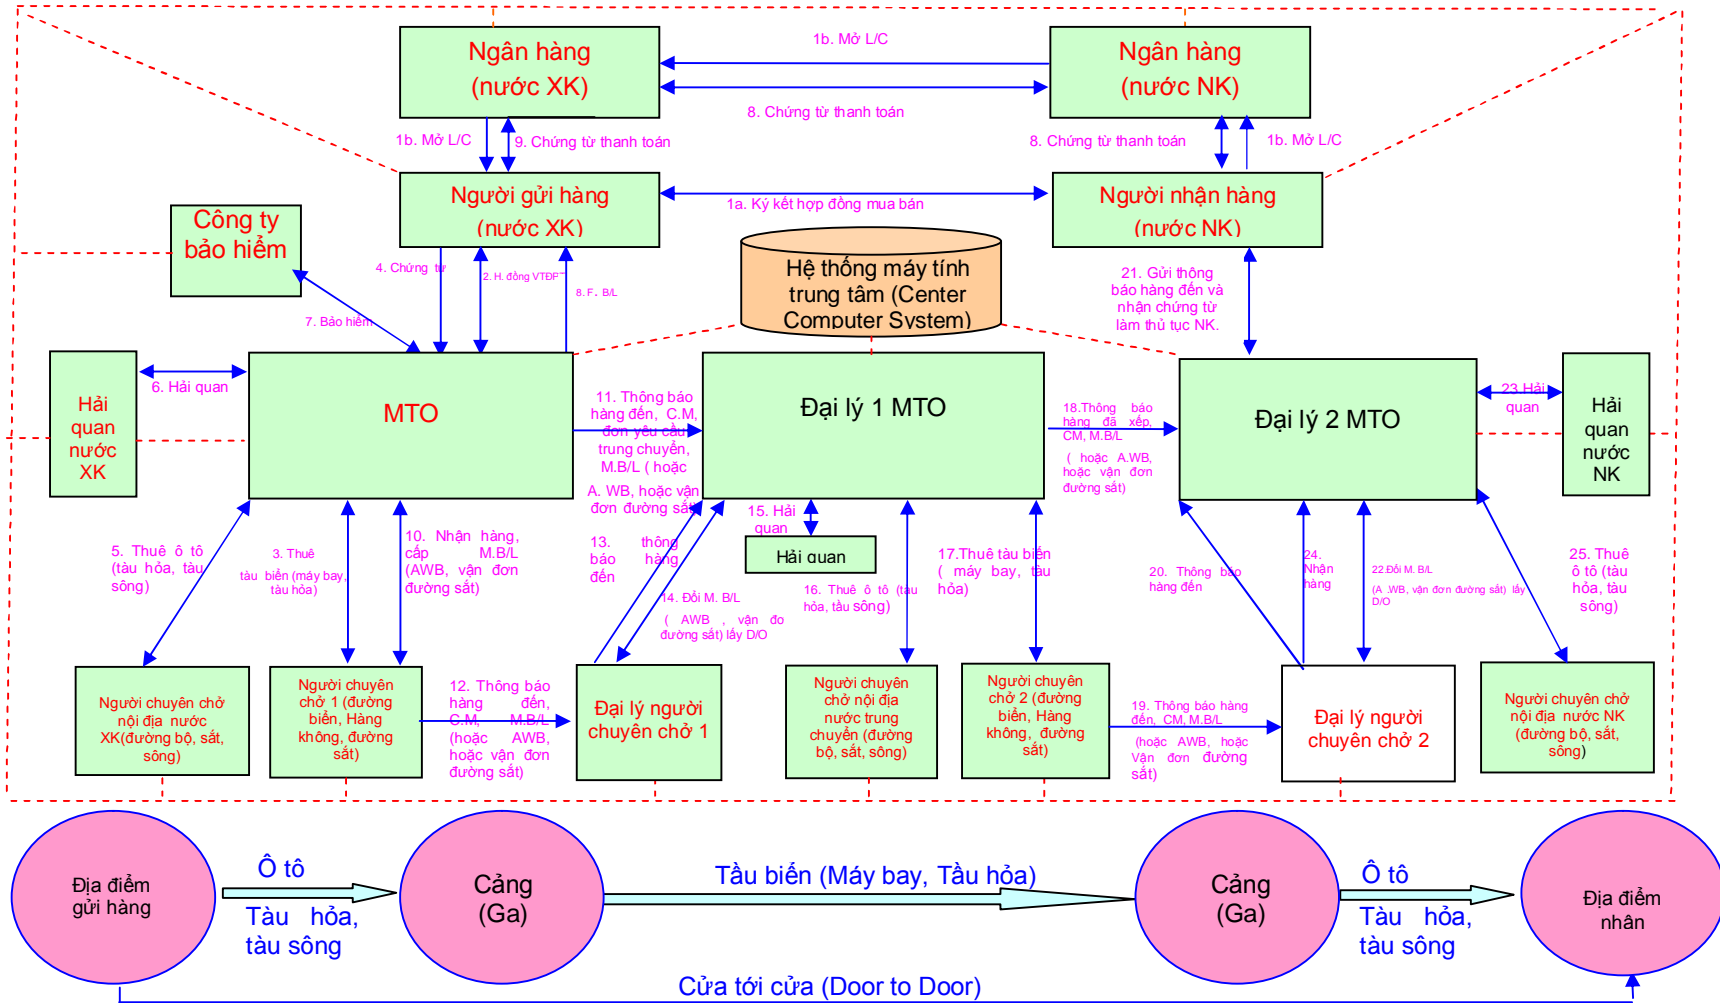 Ngân hàng
(nước XK)
1b. Mở L/C
Ngân hàng
(nước NK)
8. Chứng từ thanh toán
1b. Mở L/C
9. Chứng từ thanh toán
8. Chứng từ thanh toán
1b. Mở L/C
Người gửi hàng
(nước XK)
1a. Ký kết hợp đồng mua bán
Người nhận hàng
(nước NK)
Công ty
bảo hiểm
4. Chứng từ
2. H. đồng VTĐPT
8. F. B/L
7. Bảo hiểm
Hệ thống máy tính
trung tâm (Center
Computer System)
21. Gửi thông
báo hàng đến và
nhận chứng từ
làm thủ tục NK.
6. Hải quan
Hải
quan
nước
XK
MTO
11. Thông báo
hàng đến, C.M,
đơn yêu cầu
trung chuyển,
M.B/L ( hoặc
A. WB, hoặc vận
đơn đường sắt)
Đại lý 1 MTO
18.Thông báo
hàng đã xếp,
CM, M.B/L
( hoặc A.WB,
hoặc vận đơn
đường sắt)
Đại lý 2 MTO
23.Hải
quan
Hải
quan
nước
NK
5. Thuê ô tô
(tàu hỏa, tàu
sông)
3. Thuê
tàu biển (máy bay,
tàu hỏa)
10. Nhận hàng,
cấp M.B/L
(AWB, vận đơn
đường sắt)
13. thông
báo hàng
đến
14. Đổi M. B/L
( AWB , vận đo
đường sắt) lấy D/O
15. Hải
quan
Hải quan
16. Thuê ô tô (tàu
hỏa, tầu sông)
17.Thuê tàu biển
( máy bay, tàu
hỏa)
20. Thông báo
hàng đến
24.
Nhận
hàng
22 Đổi M. B/L
(A .WB, vận đơn đường sắt) lấy
D/O
25. Thuê
ô tô (tàu
hỏa, tàu
sông)
Người chuyên chở
nội địa nước
XK(đường bộ, sắt,
sông)
Người chuyên
chở 1 (đường
biển, Hàng
không, đường
sắt)
12. Thông báo
hàng đến,
C.M, M.B/L
(hoặc AWB,
hoặc vận đơn
đường sắt)
Đại lý người
chuyên chở 1
Người chuyên
chở nội địa
nước trung
chuyển (đường
bộ, sắt, sông)
Người chuyên
chở 2 (đường
biển, Hàng
không, đường
sắt)
19. Thông báo hàng
đến, CM, M.B/L
(hoặc AWB, hoặc
Vận đơn đường
sắt)
Đại lý người
chuyên chở 2
Người chuyên chở
nội địa nước NK
(đường bộ, sắt,
sông)
Địa điểm
gửi hàng
Ô tô
Tàu hỏa,
tàu sông
Cảng
(Ga)
Tầu biển (Máy bay, Tầu hỏa)
Cảng
(Ga)
Ô tô
Tàu hỏa,
tàu sông
Địa điểm
nhân
Cửa tới cửa (Door to Door)